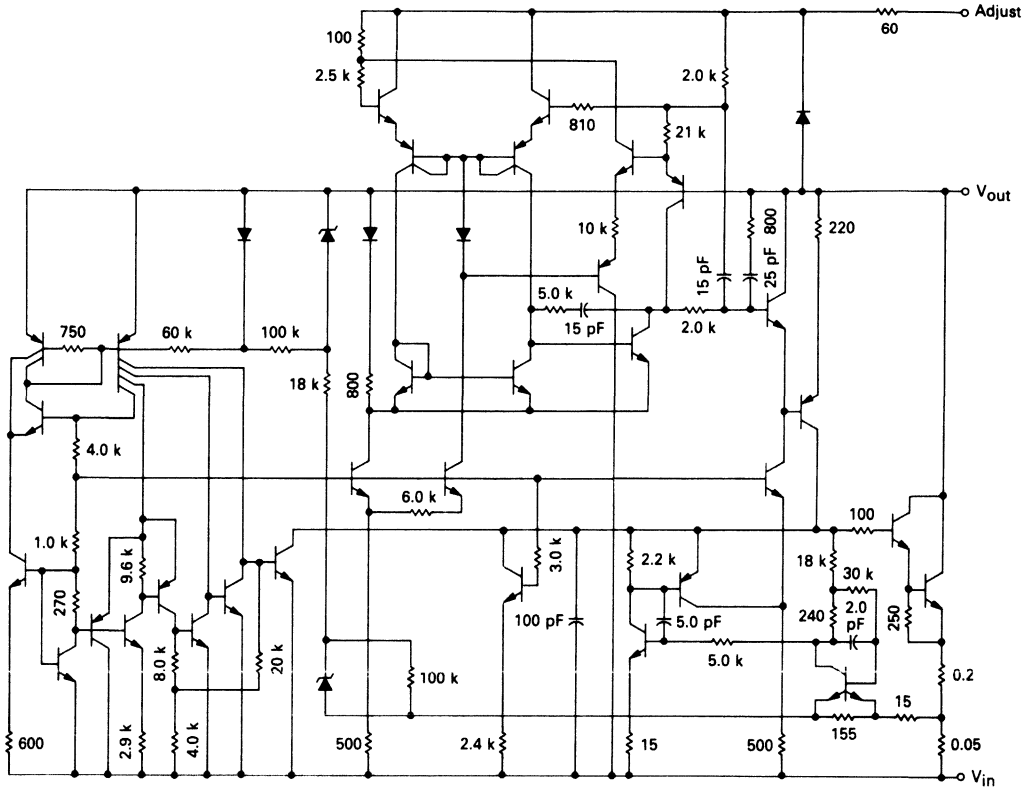 Adjust
60
100
2.5 k
2.0 k
810
21 k
Vout
10 k
15 pF
25 pF
800
220
750
60 k
100 k
5.0 k
15 pF
2.0 k
18 k
800
4.0 k
6.0 k
100
1.0 k
9.6 k
3.0 k
2.2 k
18 k
30 k
270
100 pF
5.0 pF
240
2.0
pF
250
8.0 k
20 k
100 k
5.0 k
0.2
15
155
600
2.9 k
4.0 k
500
2.4 k
15
500
0.05
Vin